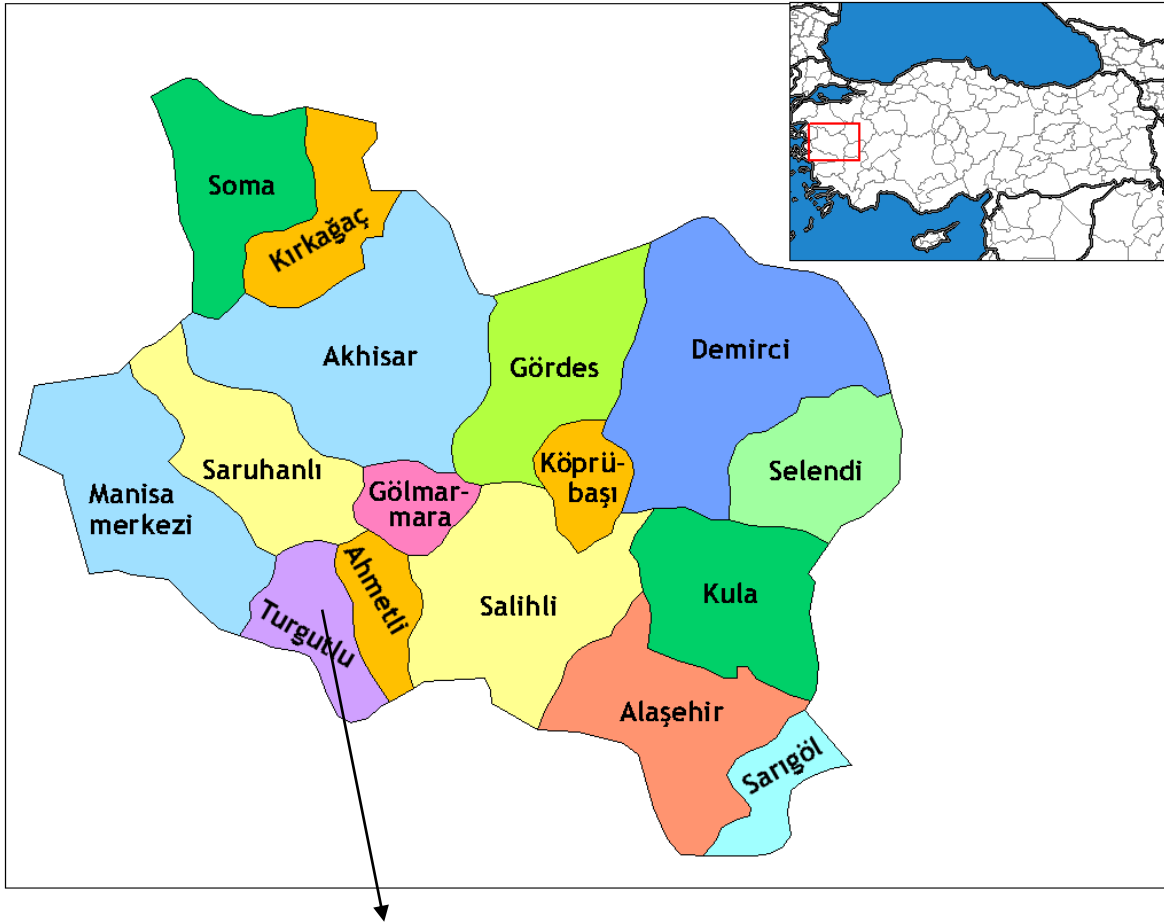 Soma
Kırkağaç
Akhisar
Gördes
Demirci
Saruhanlı
Gölmar-
mara
Köprü-
başı
Selendi
Manisa
merkezi
Turgutlu
Ahmetli
Salihli
Kula
Alaşehir
Sarıgöl